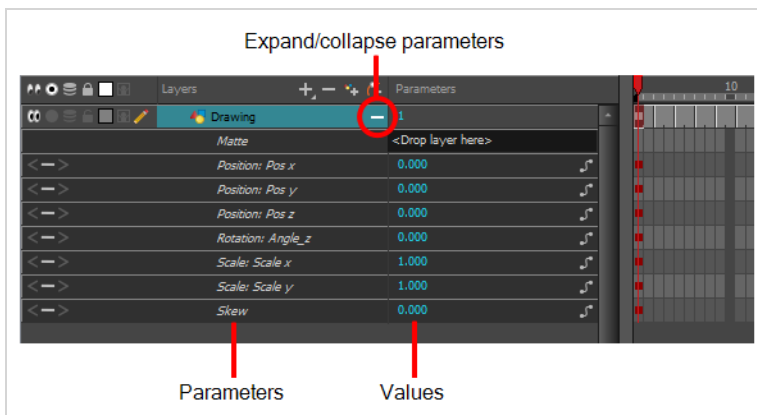 Expand/collapse parameters
Layers Parameters 10
Drawing 1
Matte <Drop layer here>
Position: Pos x 0.000
Position: Pos y 0.000
Position: Pos z 0.000
Rotation: Angle_z 0.000
Scale: Scale x 1.000
Scale: Scale y 1.000
Skew 0.000
Parameters Values